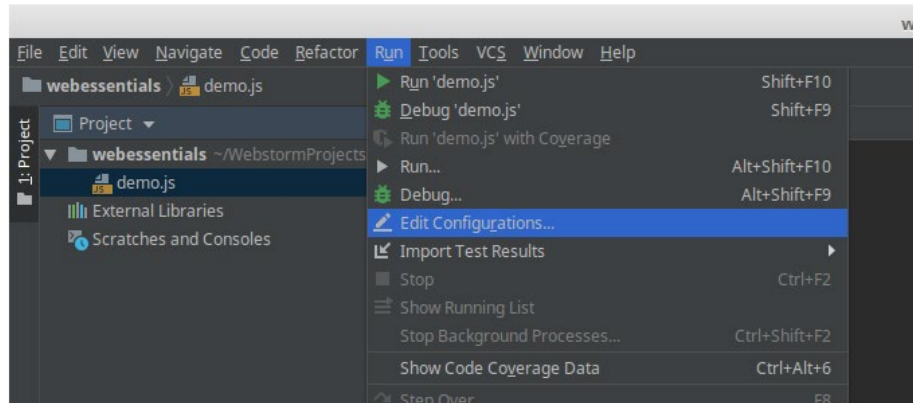 w
File Edit View Navigate Code Refactor Run Tools VCS Window Help
webessentials demo.js
1: Project
Project
webessentials ~/WebstormProjects
demo.js
External Libraries
Scratches and Consoles
Run 'demo.js' Shift+F10
Debug 'demo.js' Shift+F9
Run 'demo.js' with Coverage
Run... Alt+Shift+F10
Debug... Alt+Shift+F9
Edit Configurations...
Import Test Results
Stop Ctrl+F2
Show Running List
Stop Background Processes... Ctrl+Shift+F2
Show Code Coverage Data Ctrl+Alt+6
Step Over F8